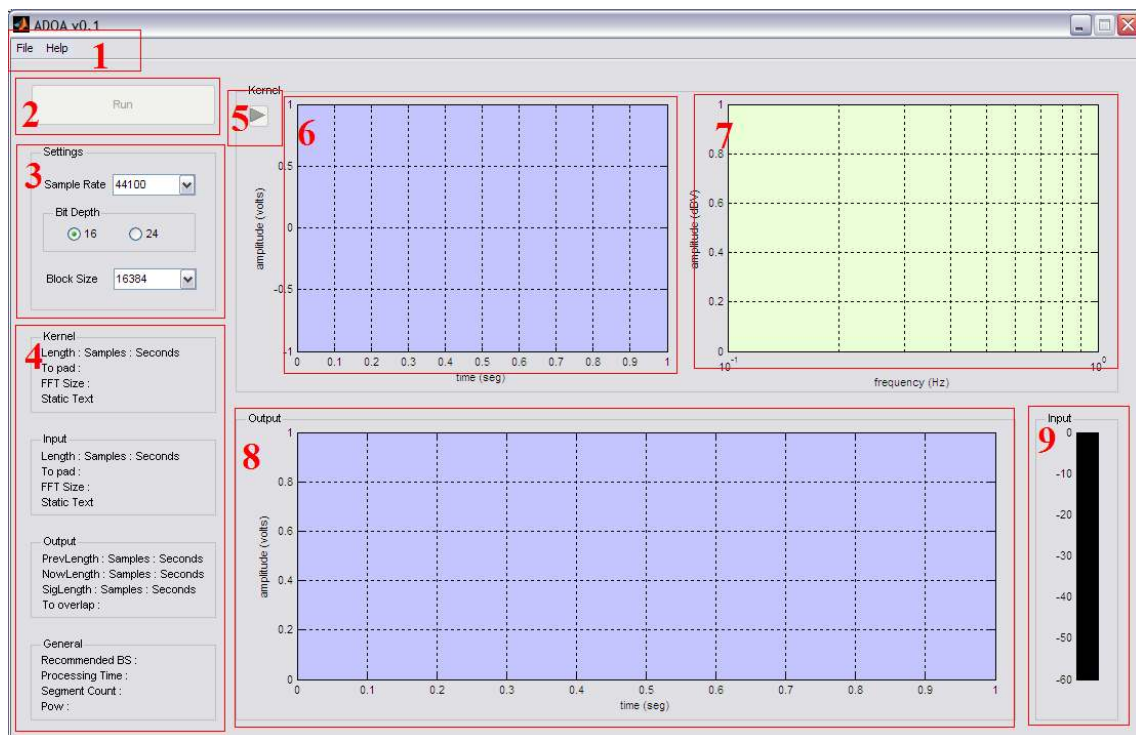 ADOA v0.1
File Help
1
Run
2
Settings
3
Sample Rate 44100
Bit Depth
16 24
Block Size 16384
Kernel
4
Length : Samples : Seconds
To pad :
FFT Size :
Static Text
Input
Length : Samples : Seconds
To pad :
FFT Size :
Static Text
Output
PrevLength : Samples : Seconds
NowLength : Samples : Seconds
SigLength : Samples : Seconds
To overlap :
General
Recommended BS :
Processing Time :
Segment Count :
Pow :
Kernel
5
6
1
0.5
0
-0.5
-1
amplitude (volts)
0 0.1 0.2 0.3 0.4 0.5 0.6 0.7 0.8 0.9 1
time (seg)
7
1
0.8
0.6
0.4
0.2
0
amplitude (dBV)
10⁻¹ 10⁰
frequency (Hz)
Output
8
1
0.8
0.6
0.4
0.2
0
amplitude (volts)
0 0.1 0.2 0.3 0.4 0.5 0.6 0.7 0.8 0.9 1
time (seg)
Input
9
0
-10
-20
-30
-40
-50
-60